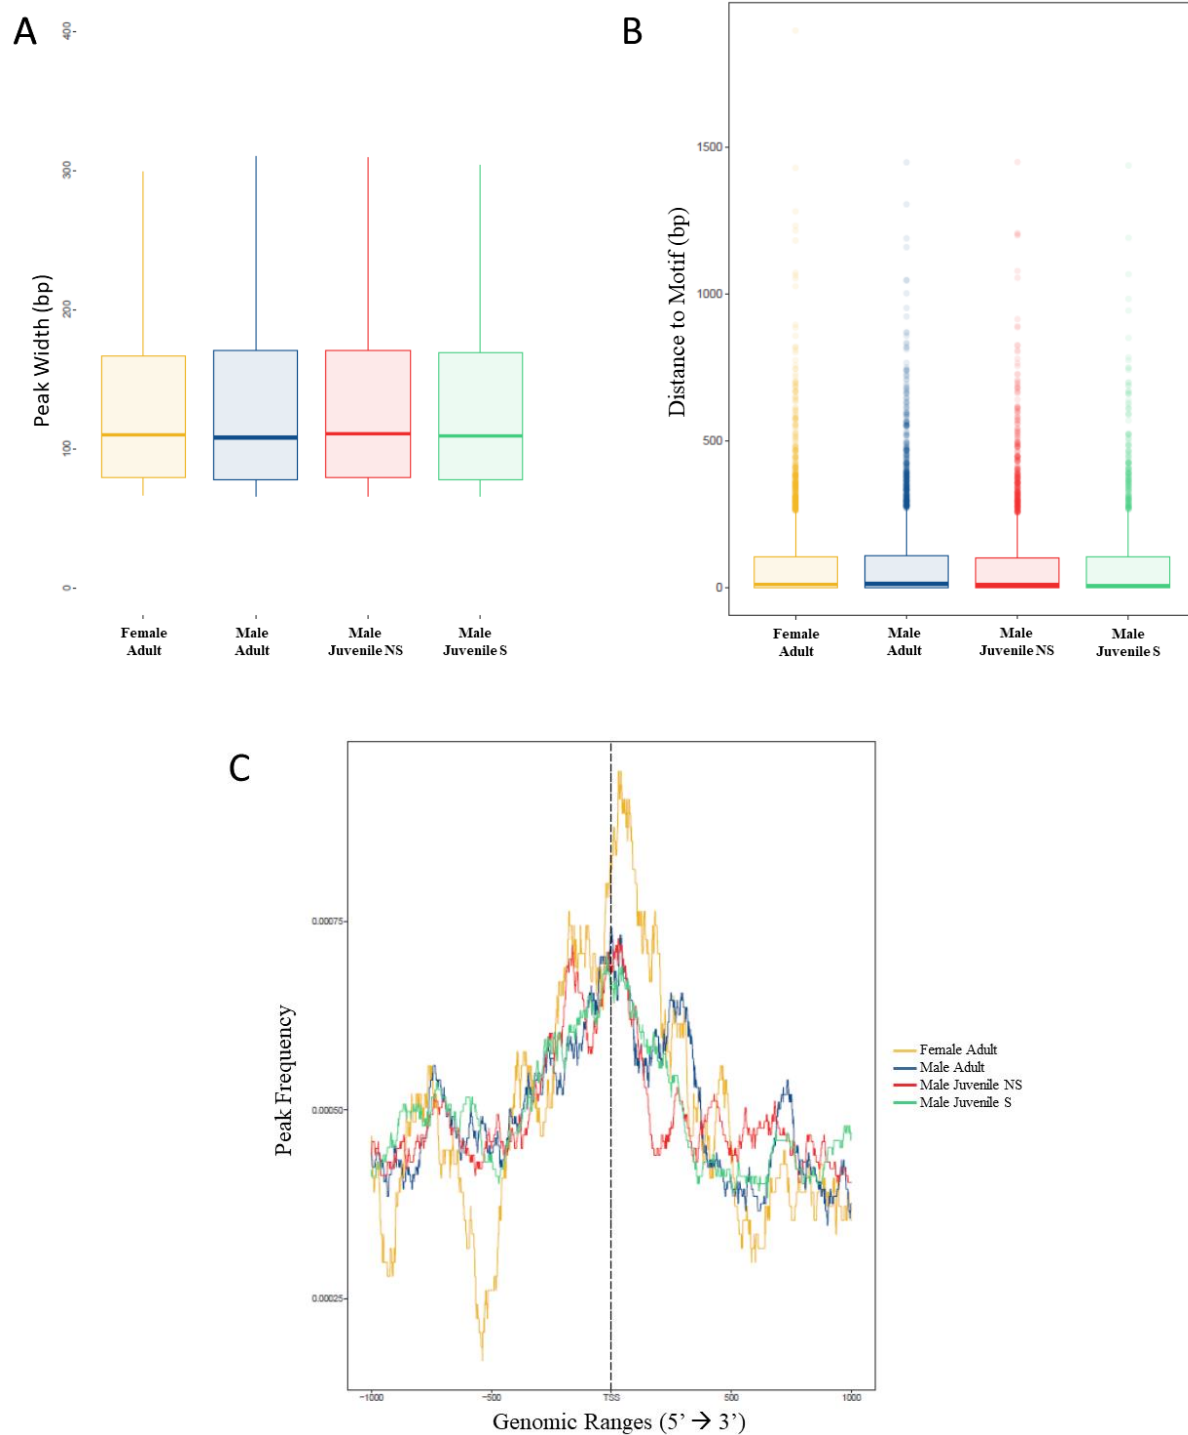 A
400
300
200
100
0
Peak Width (bp)
Female
Adult
Male
Adult
Male
Juvenile NS
Male
Juvenile S
B
1500
1000
500
0
Distance to Motif (bp)
Female
Adult
Male
Adult
Male
Juvenile NS
Male
Juvenile S
C
0.00075
0.00050
0.00025
Peak Frequency
−1000
−500
TSS
500
1000
Genomic Ranges (5’ → 3’)
Female Adult
Male Adult
Male Juvenile NS
Male Juvenile S